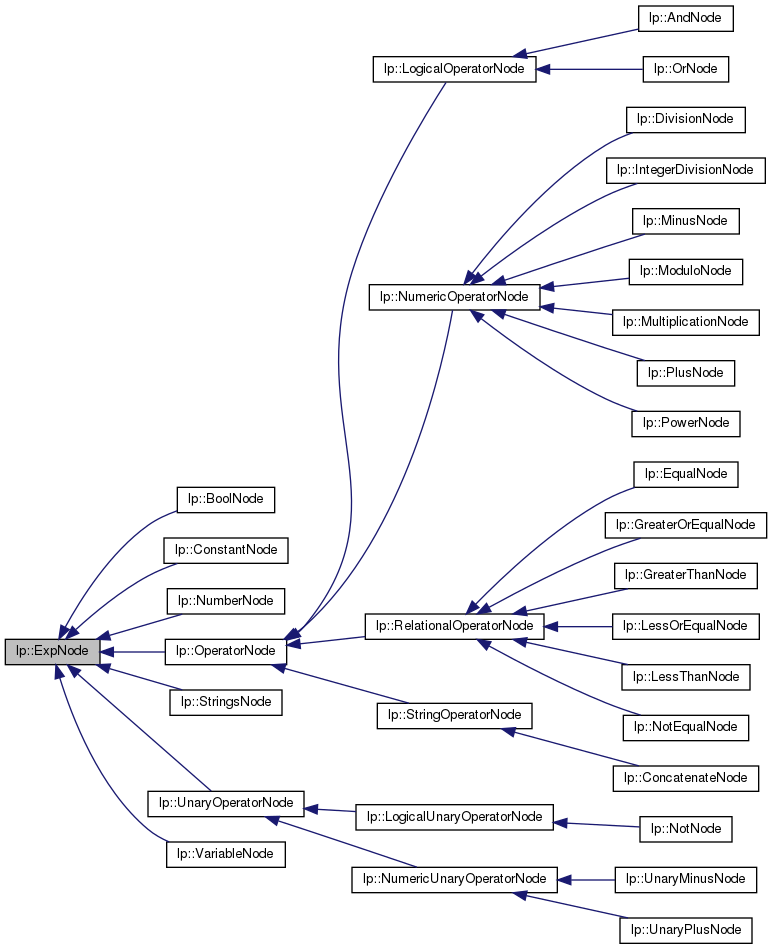 lp::AndNode
lp::LogicalOperatorNode
lp::OrNode
lp::DivisionNode
lp::IntegerDivisionNode
lp::MinusNode
lp::ModuloNode
lp::NumericOperatorNode
lp::MultiplicationNode
lp::PlusNode
lp::PowerNode
lp::EqualNode
lp::BoolNode
lp::GreaterOrEqualNode
lp::ConstantNode
lp::GreaterThanNode
lp::NumberNode
lp::RelationalOperatorNode
lp::LessOrEqualNode
lp::ExpNode
lp::OperatorNode
lp::LessThanNode
lp::StringsNode
lp::StringOperatorNode
lp::NotEqualNode
lp::ConcatenateNode
lp::UnaryOperatorNode
lp::LogicalUnaryOperatorNode
lp::NotNode
lp::VariableNode
lp::NumericUnaryOperatorNode
lp::UnaryMinusNode
lp::UnaryPlusNode